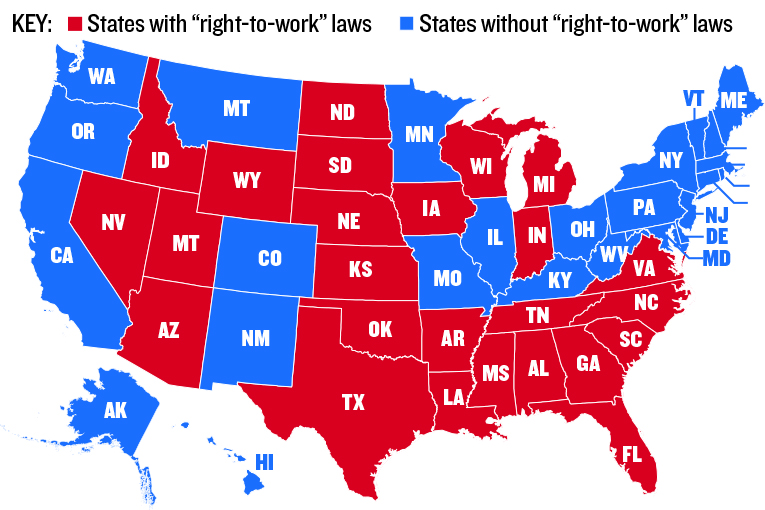 KEY: States with “right-to-work” laws States without “right-to-work” laws
WA
MT
ND
MN
VT
ME
OR
ID
SD
WI
MI
NY
WY
NV
MT
NE
IA
IL
IN
OH
PA
NJ
DE
MD
CA
CO
KS
MO
KY
WV
VA
AZ
NM
OK
AR
TN
NC
SC
MS
AL
GA
TX
LA
AK
HI
FL